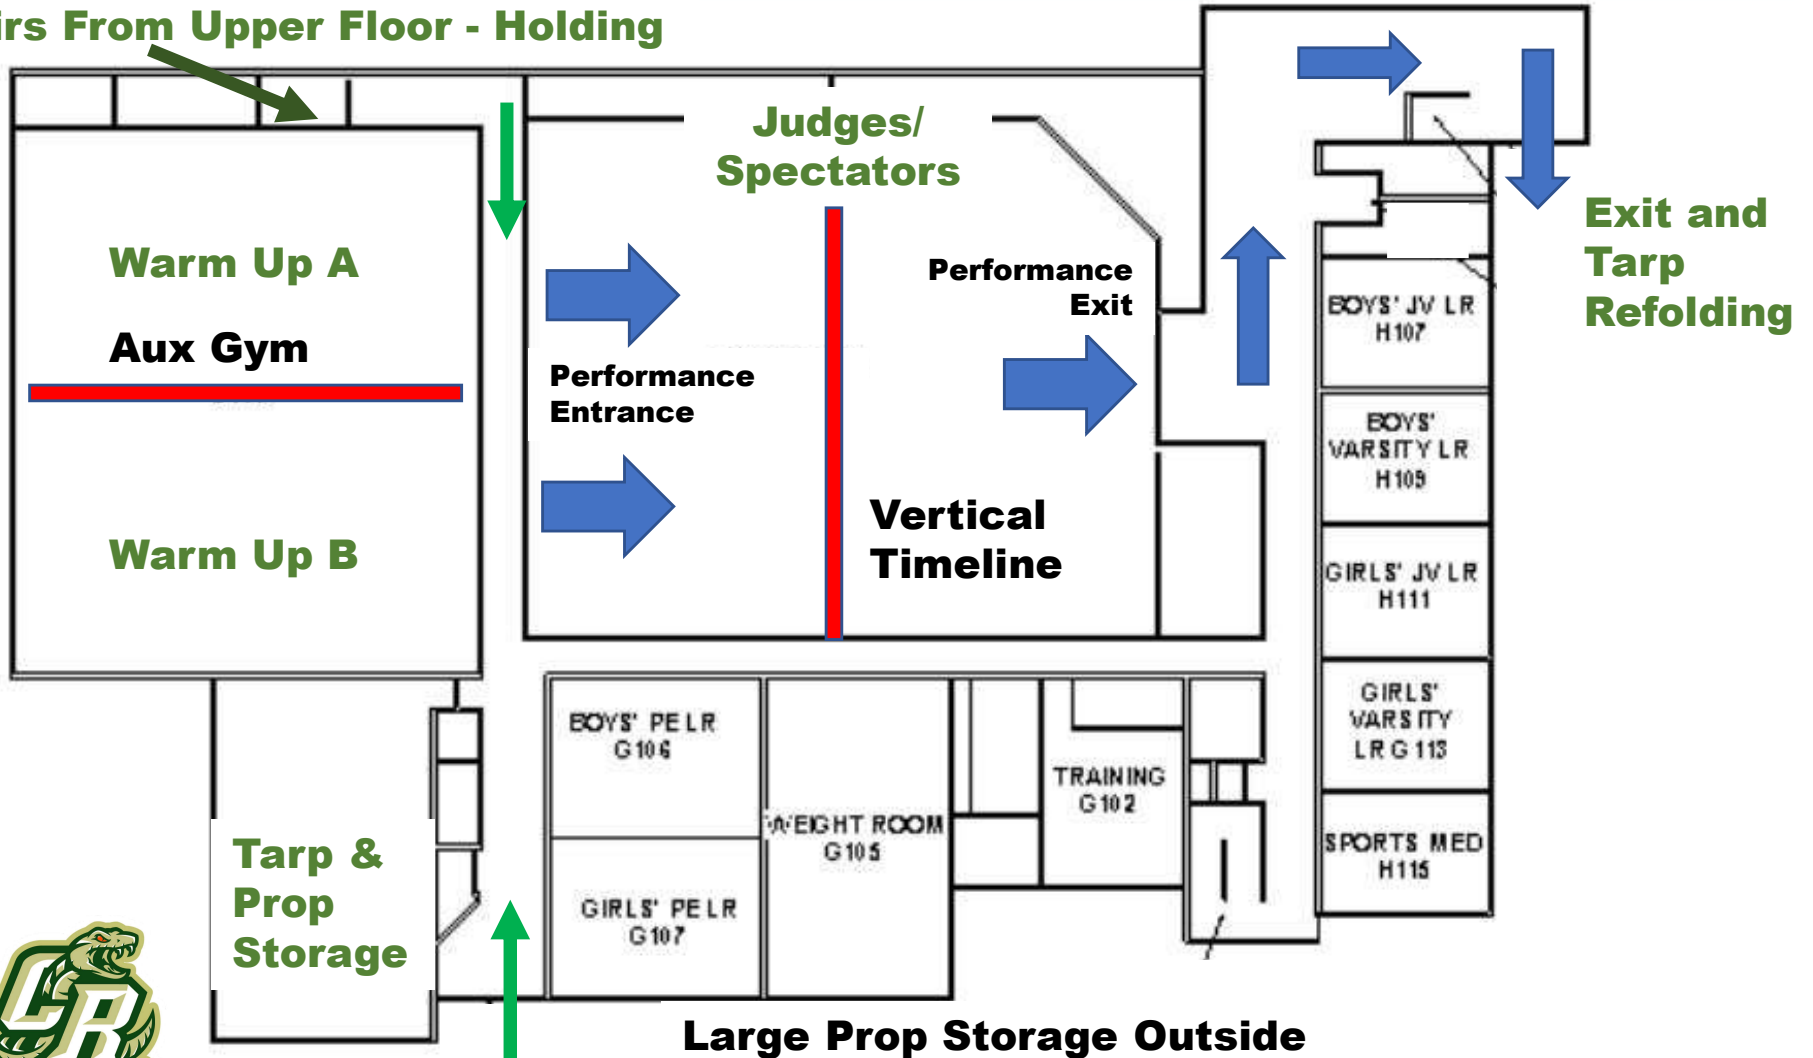 irs From Upper Floor - Holding
Judges/
Spectators
Warm Up A
Aux Gym
Warm Up B
Performance
Entrance
Performance
Exit
Vertical
Timeline
Exit and
Tarp
Refolding
BOYS' JV LR
H107
BOYS'
VARSITY LR
H109
GIRLS' JV LR
H111
GIRLS'
VARSITY
LR G 113
SPORTS MED
H115
BOYS' PE LR
G106
GIRLS' PE LR
G107
WEIGHT ROOM
G105
TRAINING
G102
Tarp &
Prop
Storage
Large Prop Storage Outside
CR